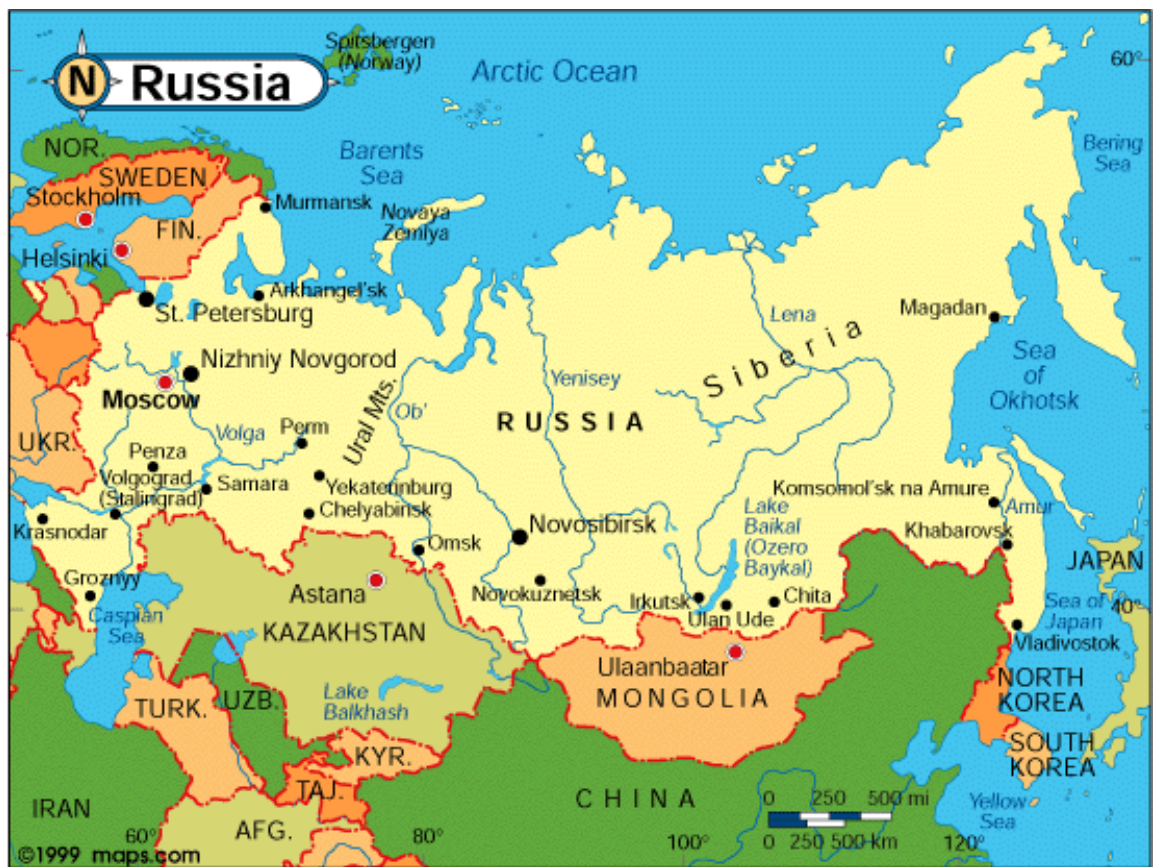 Spitsbergen
(Norway)
Arctic Ocean
60°
N
Russia
NOR.
Barents
Sea
Bering
Sea
SWEDEN
Stockholm
Murmansk
Novaya
Zemlya
FIN.
Helsinki
Arkhangel'sk
St. Petersburg
Magadan
Lena
Siberia
Sea
of
Okhotsk
Nizhniy Novgorod
Yenisey
Moscow
Ural Mts.
Ob'
RUSSIA
UKR.
Volga
Perm
Penza
Volgograd
(Stalingrad)
Samara
Yekaterinburg
Komsomol'sk na Amure
Krasnodar
Chelyabinsk
Lake
Baikal
(Ozero
Baykal)
Amur
Novosibirsk
Khabarovsk
Omsk
JAPAN
Groznyy
Astana
Novokuznetsk
Irkutsk
Chita
Caspian
Sea
Ulan Ude
40°
Sea of
Japan
KAZAKHSTAN
Vladivostok
Ulaanbaatar
MONGOLIA
NORTH
KOREA
TURK.
UZB.
Lake
Balkhash
KYR.
SOUTH
KOREA
TAJ.
IRAN
CHINA
0 250 500 mi
0 250 500 km
Yellow
Sea
AFG.
60°
80°
100°
120°
©1999 maps.com